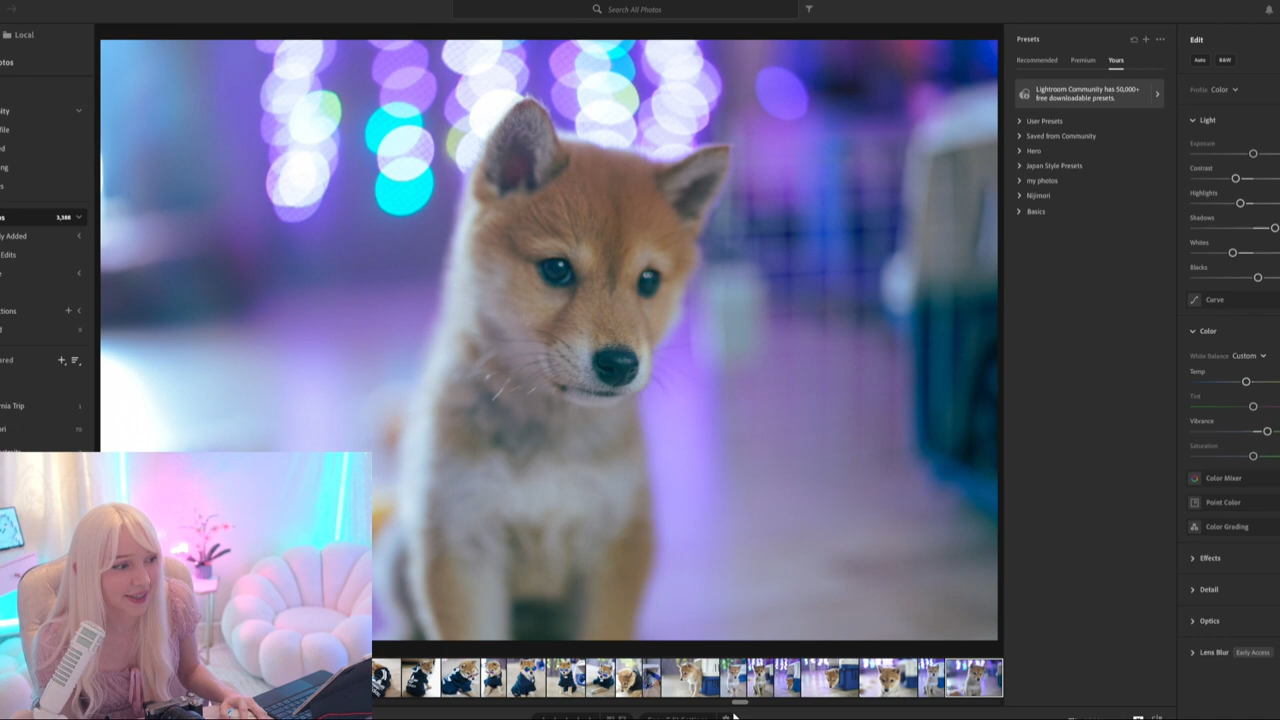 Search All Photos
Local
Photos
3,388
Presets
Recommended Premium Yours
Lightroom Community has 50,000+
free downloadable presets.
User Presets
Saved from Community
Hero
Japan Style Presets
my photos
Nijimori
Basics
Edit
Auto B&W
Profile Color
Light
Exposure
Contrast
Highlights
Shadows
Whites
Blacks
Curve
Color
White Balance Custom
Temp
Tint
Vibrance
Saturation
Color Mixer
Point Color
Color Grading
Effects
Detail
Optics
Lens Blur Early Access